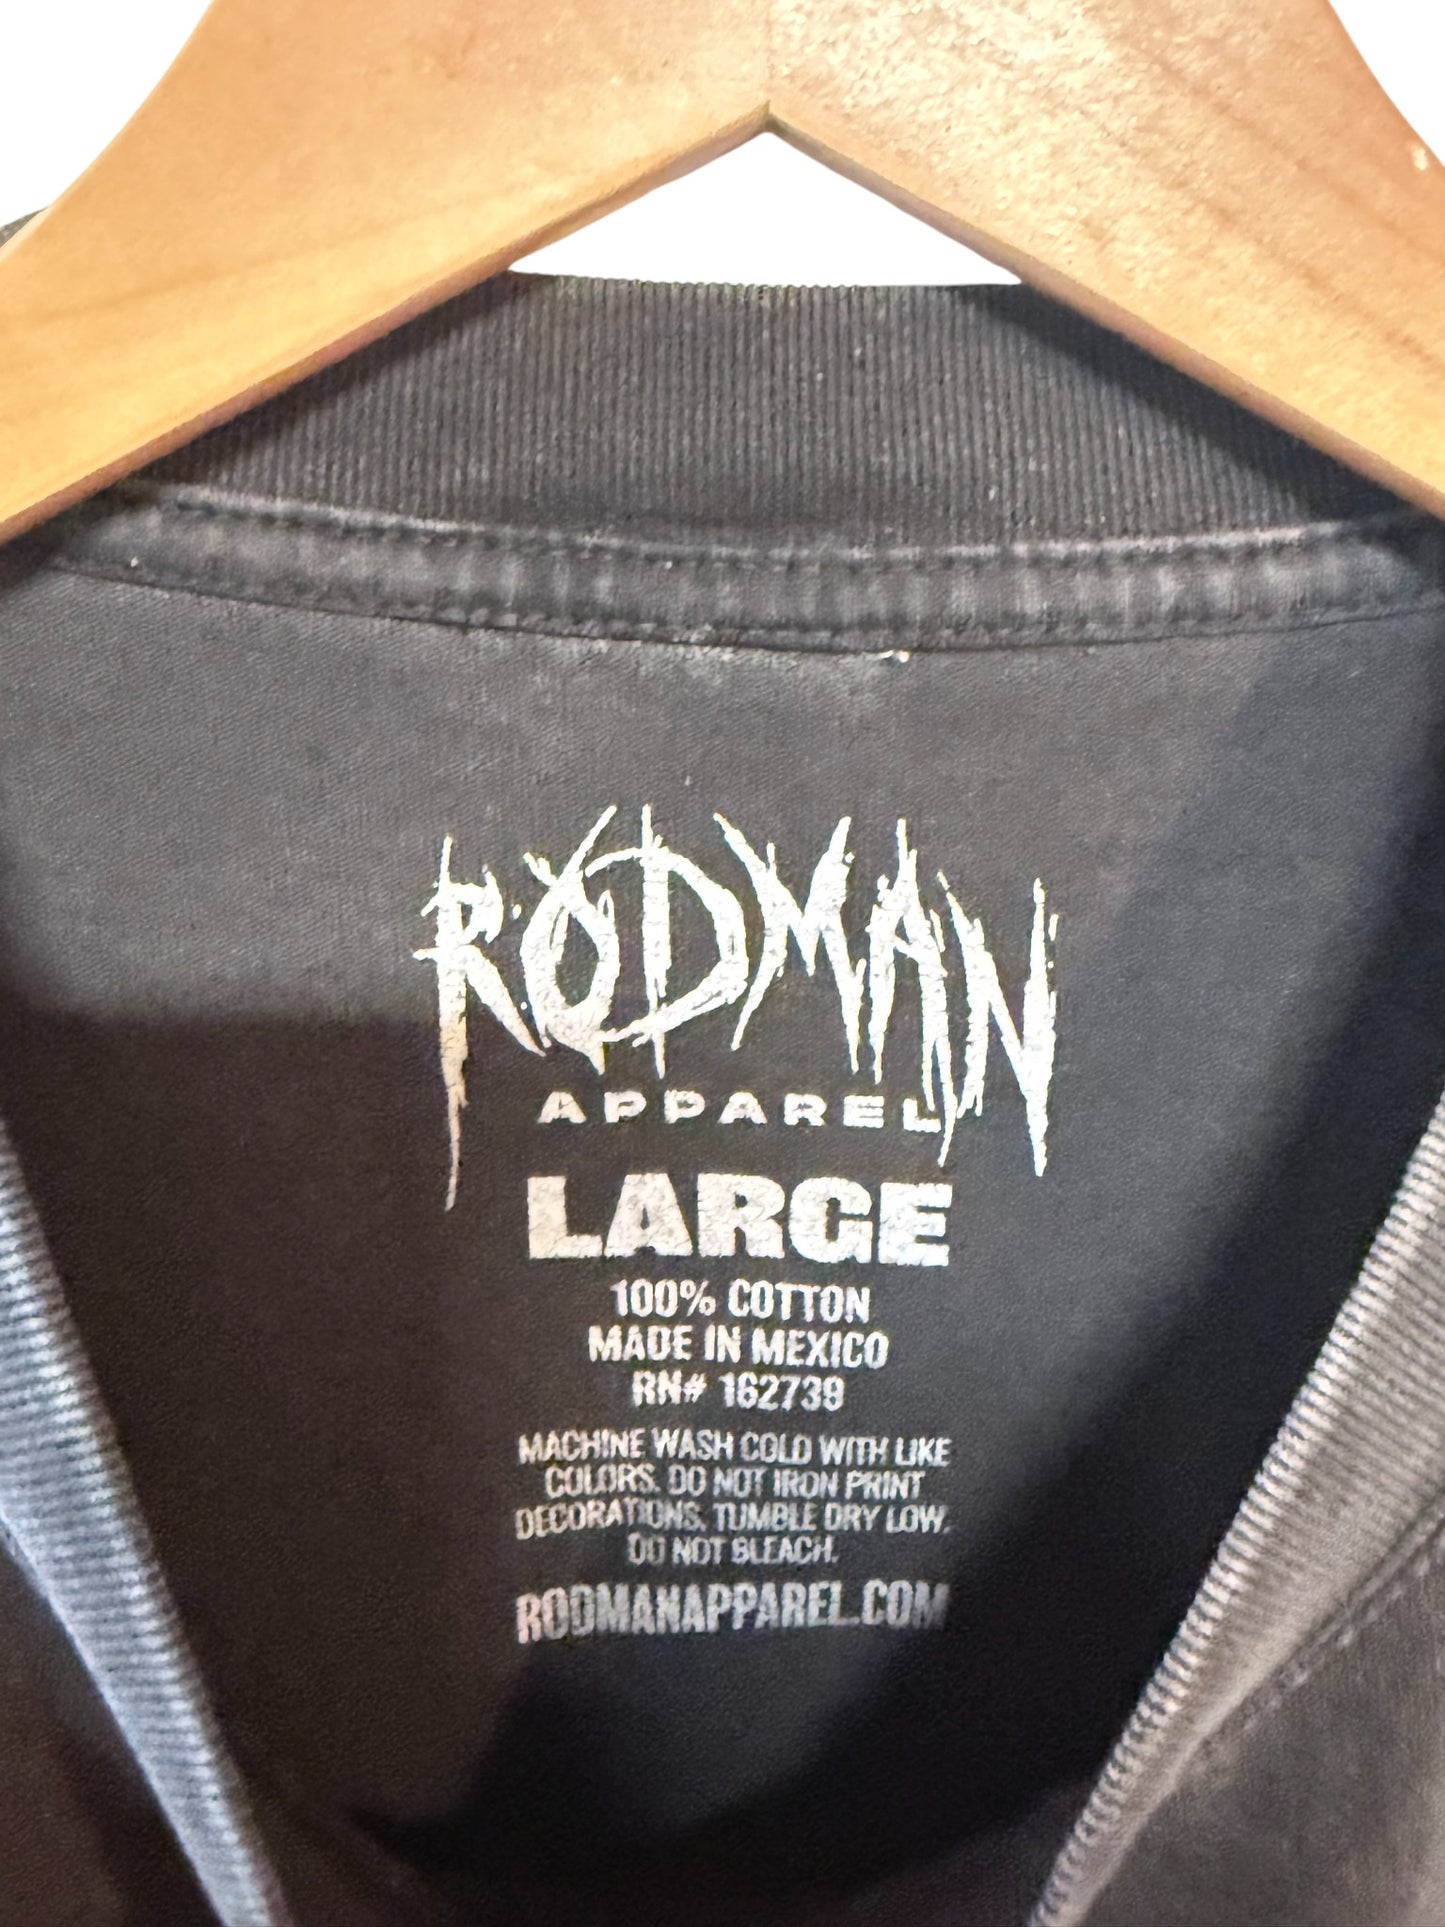 RODMAN
APPAREL
LARGE
100% COTTON
MADE IN MEXICO
RN# 162739
MACHINE WASH COLD WITH LIKE
COLORS. DO NOT IRON PRINT
DECORATIONS. TUMBLE DRY LOW.
DO NOT BLEACH.
RODMANAPPAREL.COM